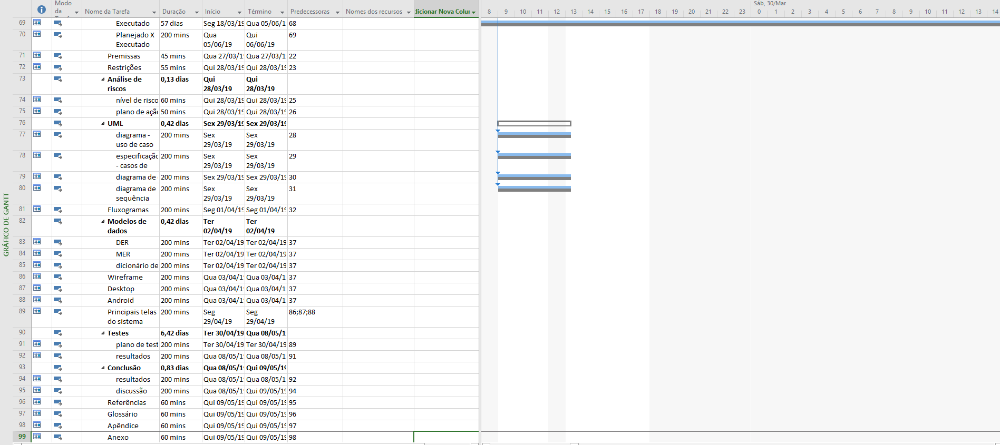 Modo da
Nome da Tarefa
Duração
Início
Término
Predecessoras
Nomes dos recursos
dicionar Nova Colur
Sáb, 30/Mar
8 9 10 11 12 13 14 15 16 17 18 19 20 21 22 23 0 1 2 3 4 5 6 7 8 9 10 11 12 13 14
GRÁFICO DE GANTT
69 Executado 57 dias Seg 18/03/19 Qua 05/06/1 68
70 Planejado X Executado 200 mins Qua 05/06/19 Qui 06/06/19 69
71 Premissas 45 mins Qua 27/03/1 Qua 27/03/1 22
72 Restrições 55 mins Qui 28/03/19 Qui 28/03/19 23
73 Análise de riscos 0,13 dias Qui 28/03/19 Qui 28/03/19
74 nível de risco 60 mins Qui 28/03/19 Qui 28/03/19 25
75 plano de açã 50 mins Qui 28/03/19 Qui 28/03/19 26
76 UML 0,42 dias Sex 29/03/19 Sex 29/03/19
77 diagrama - uso de caso 200 mins Sex 29/03/19 Sex 29/03/19 28
78 especificaçã - casos de 200 mins Sex 29/03/19 Sex 29/03/19 29
79 diagrama de 200 mins Sex 29/03/19 Sex 29/03/19 30
80 diagrama de sequência 200 mins Sex 29/03/19 Sex 29/03/19 31
81 Fluxogramas 200 mins Seg 01/04/19 Seg 01/04/19 32
82 Modelos de dados 0,42 dias Ter 02/04/19 Ter 02/04/19
83 DER 200 mins Ter 02/04/19 Ter 02/04/19 37
84 MER 200 mins Ter 02/04/19 Ter 02/04/19 37
85 dicionário de 200 mins Ter 02/04/19 Ter 02/04/19 37
86 Wireframe 200 mins Qua 03/04/1 Qua 03/04/1 37
87 Desktop 200 mins Qua 03/04/1 Qua 03/04/1 37
88 Android 200 mins Qua 03/04/1 Qua 03/04/1 37
89 Principais telas do sistema 200 mins Seg 29/04/19 Seg 29/04/19 86;87;88
90 Testes 6,42 dias Ter 30/04/19 Qua 08/05/1
91 plano de test 200 mins Ter 30/04/19 Ter 30/04/19 89
92 resultados 200 mins Qua 08/05/1 Qua 08/05/1 91
93 Conclusão 0,83 dias Qua 08/05/1 Qui 09/05/19
94 resultados 200 mins Qua 08/05/1 Qua 08/05/1 92
95 discussão 200 mins Qua 08/05/1 Qui 09/05/19 94
96 Referências 60 mins Qui 09/05/19 Qui 09/05/19 95
97 Glossário 60 mins Qui 09/05/19 Qui 09/05/19 96
98 Apêndice 60 mins Qui 09/05/19 Qui 09/05/19 97
99 Anexo 60 mins Qui 09/05/19 Qui 09/05/19 98